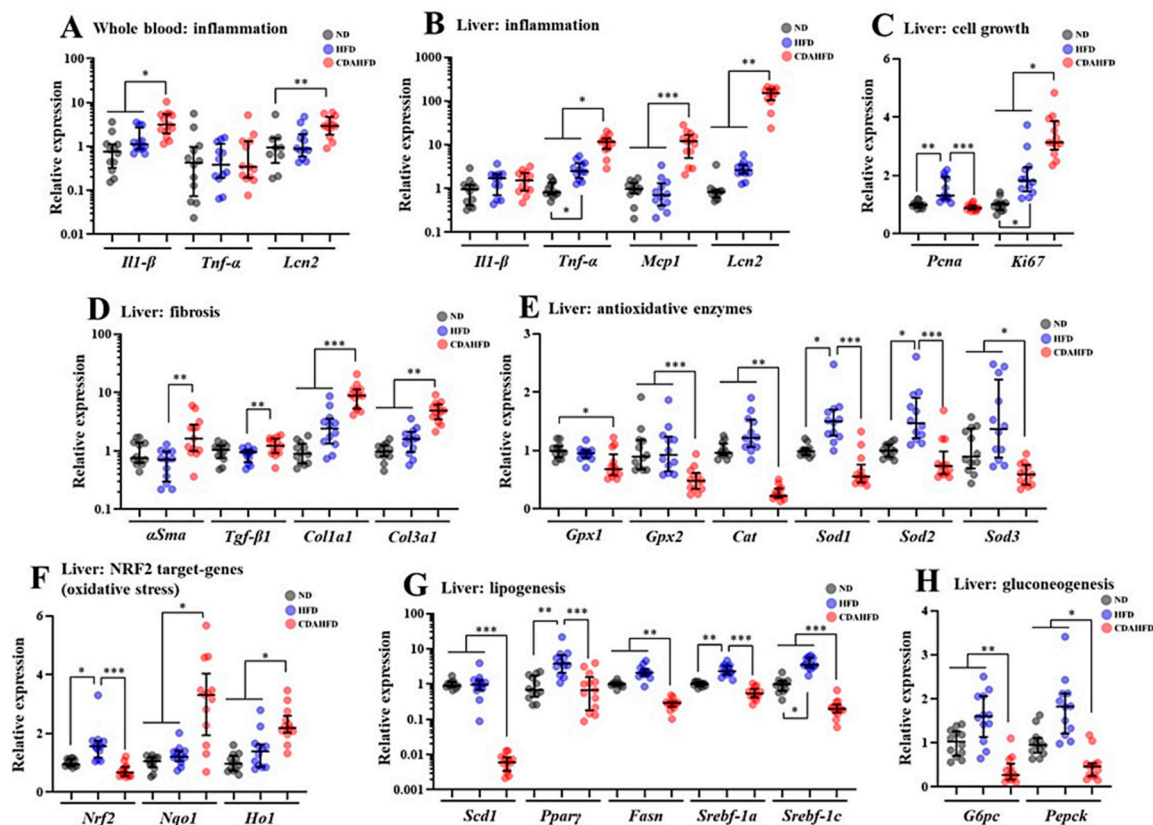 A Whole blood: inflammation
ND
HFD
CDAHFD
Relative expression
100
10
1
0.1
0.01
*
**
Il1-β Tnf-α Lcn2
B Liver: inflammation
ND
HFD
CDAHFD
Relative expression
1000
100
10
1
0.1
*
***
**
*
Il1-β Tnf-α Mcp1 Lcn2
C Liver: cell growth
ND
HFD
CDAHFD
Relative expression
6
4
2
0
** ***
*
*
Pcna Ki67
D Liver: fibrosis
ND
HFD
CDAHFD
Relative expression
100
10
1
0.1
**
**
***
**
αSma Tgf-β1 Col1a1 Col3a1
E Liver: antioxidative enzymes
ND
HFD
CDAHFD
Relative expression
3
2
1
0
*
***
**
* ***
* ***
*
Gpx1 Gpx2 Cat Sod1 Sod2 Sod3
F Liver: NRF2 target-genes
(oxidative stress)
ND
HFD
CDAHFD
Relative expression
6
4
2
0
* ***
*
*
Nrf2 Nqo1 Ho1
G Liver: lipogenesis
ND
HFD
CDAHFD
Relative expression
100
10
1
0.1
0.01
0.001
***
** ***
**
** ***
***
*
Scd1 Pparγ Fasn Srebf-1a Srebf-1c
H Liver: gluconeogenesis
ND
HFD
CDAHFD
Relative expression
4
3
2
1
0
**
*
G6pc Pepck